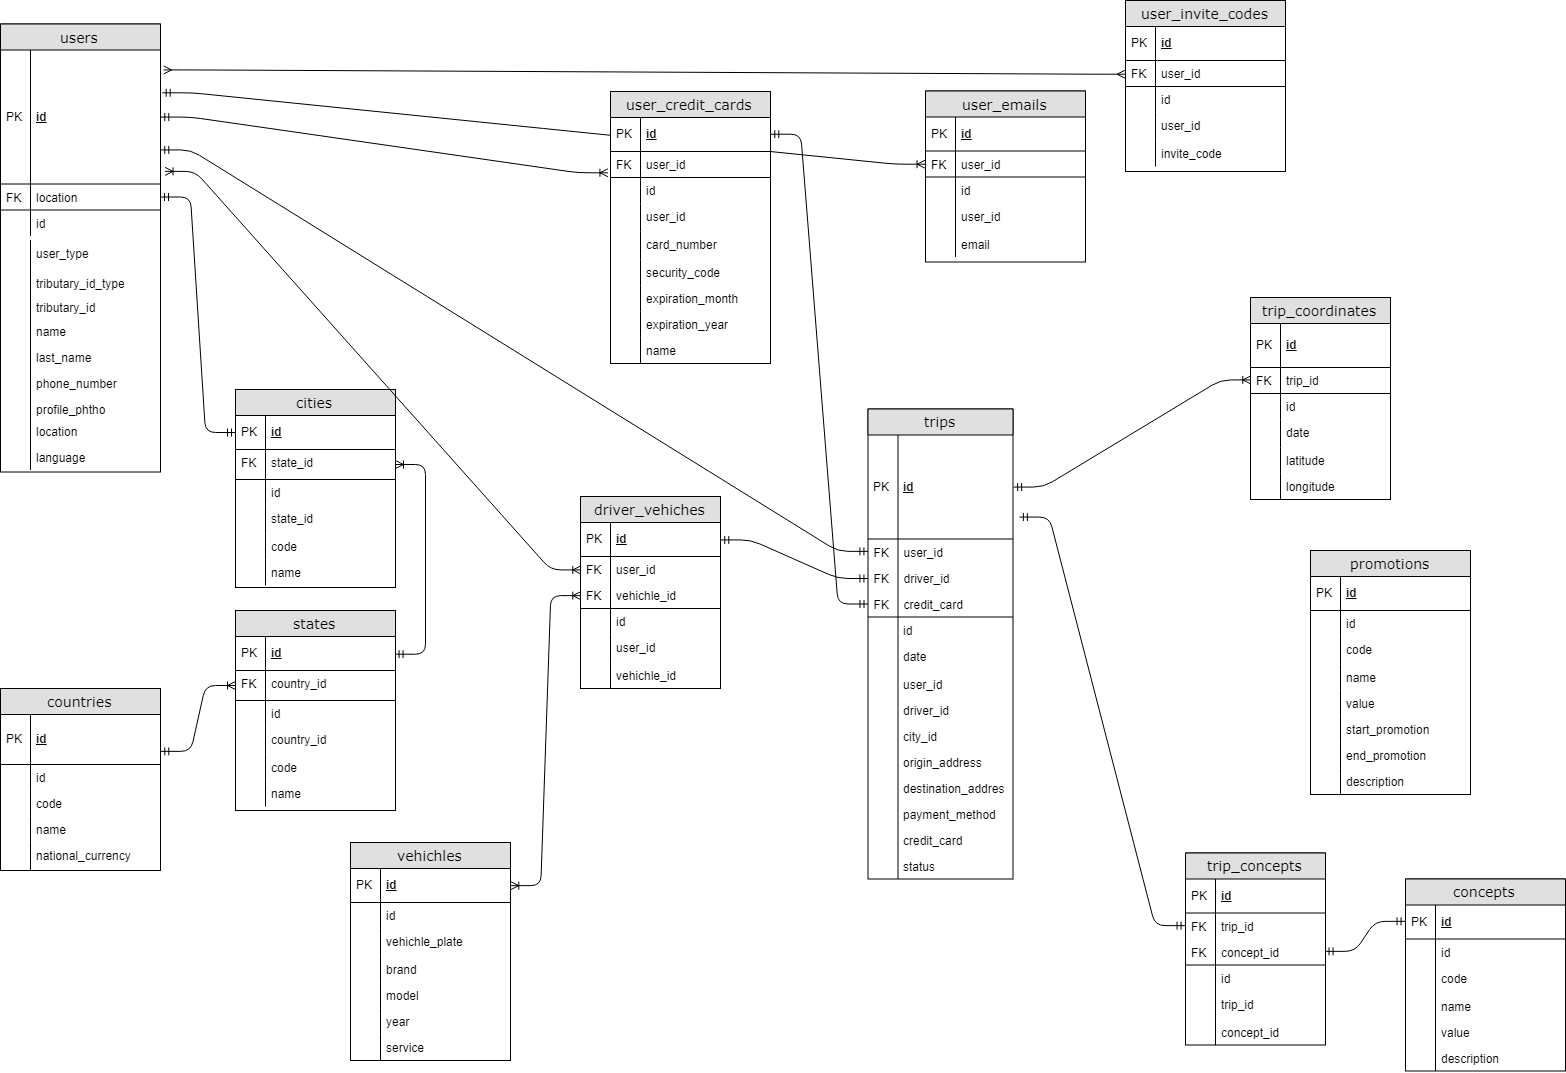 users
PK id
FK location
id
user_type
tributary_id_type
tributary_id
name
last_name
phone_number
profile_phtho
location
language
user_credit_cards
PK id
FK user_id
id
user_id
card_number
security_code
expiration_month
expiration_year
name
user_emails
PK id
FK user_id
id
user_id
email
user_invite_codes
PK id
FK user_id
id
user_id
invite_code
cities
PK id
FK state_id
id
state_id
code
name
states
PK id
FK country_id
id
country_id
code
name
countries
PK id
id
code
name
national_currency
driver_vehiches
PK id
FK user_id
FK vehichle_id
id
user_id
vehichle_id
vehichles
PK id
id
vehichle_plate
brand
model
year
service
trips
PK id
FK user_id
FK driver_id
FK credit_card
id
date
user_id
driver_id
city_id
origin_address
destination_addres
payment_method
credit_card
status
trip_coordinates
PK id
FK trip_id
id
date
latitude
longitude
promotions
PK id
id
code
name
value
start_promotion
end_promotion
description
trip_concepts
PK id
FK trip_id
FK concept_id
id
trip_id
concept_id
concepts
PK id
id
code
name
value
description